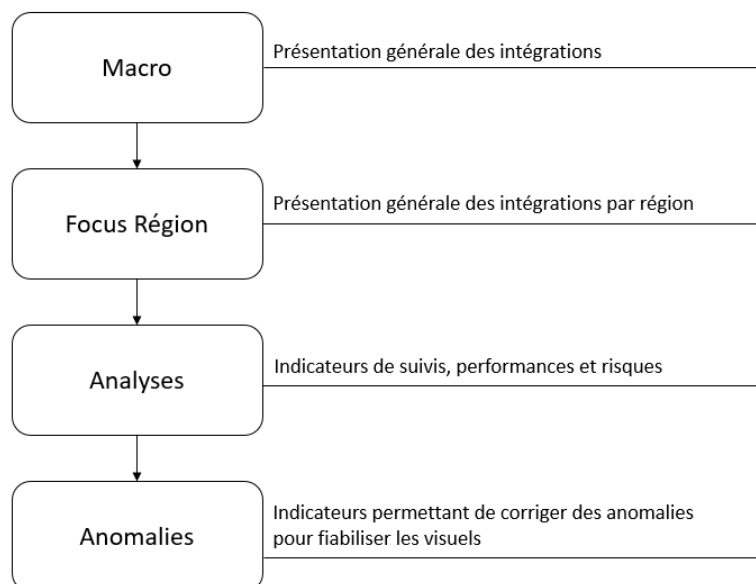 Macro
Présentation générale des intégrations
Focus Région
Présentation générale des intégrations par région
Analyses
Indicateurs de suivis, performances et risques
Anomalies
Indicateurs permettant de corriger des anomalies
pour fiabiliser les visuels